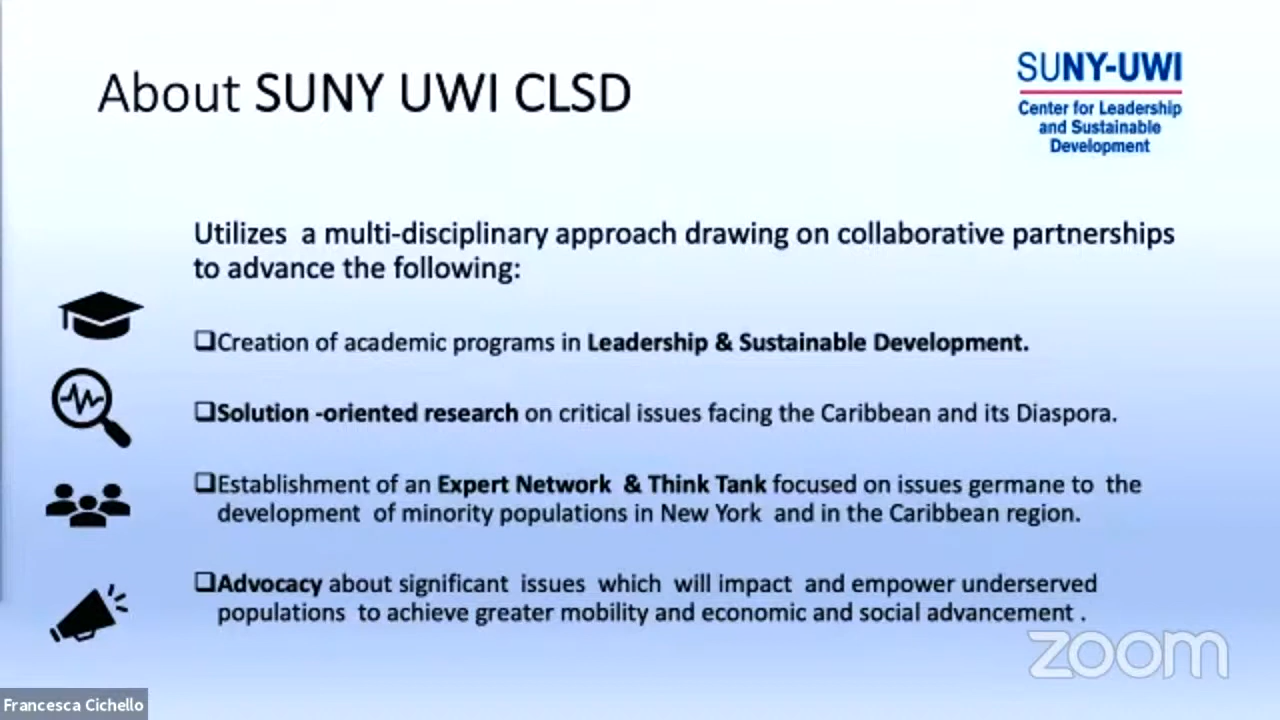 About SUNY UWI CLSD
SUNY-UWI
Center for Leadership
and Sustainable
Development
Utilizes a multi-disciplinary approach drawing on collaborative partnerships
to advance the following:
❑Creation of academic programs in Leadership & Sustainable Development.
❑Solution -oriented research on critical issues facing the Caribbean and its Diaspora.
❑Establishment of an Expert Network & Think Tank focused on issues germane to the
development of minority populations in New York and in the Caribbean region.
❑Advocacy about significant issues which will impact and empower underserved
populations to achieve greater mobility and economic and social advancement .
zoom
Francesca Cichello